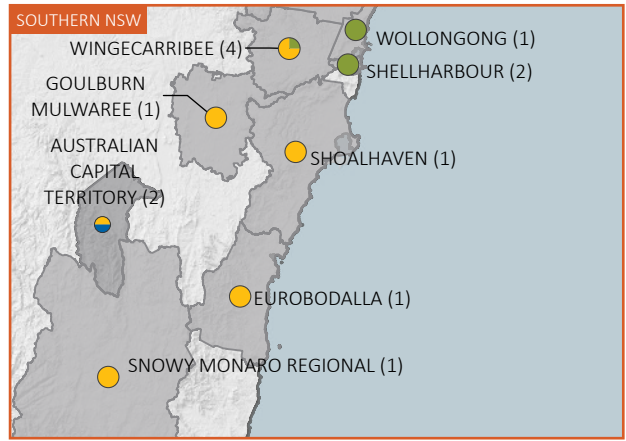 SOUTHERN NSW
WINGECARRIBEE (4)
WOLLONGONG (1)
SHELLHARBOUR (2)
GOULBURN
MULWAREE (1)
AUSTRALIAN
CAPITAL
TERRITORY (2)
SHOALHAVEN (1)
EUROBODALLA (1)
SNOWY MONARO REGIONAL (1)